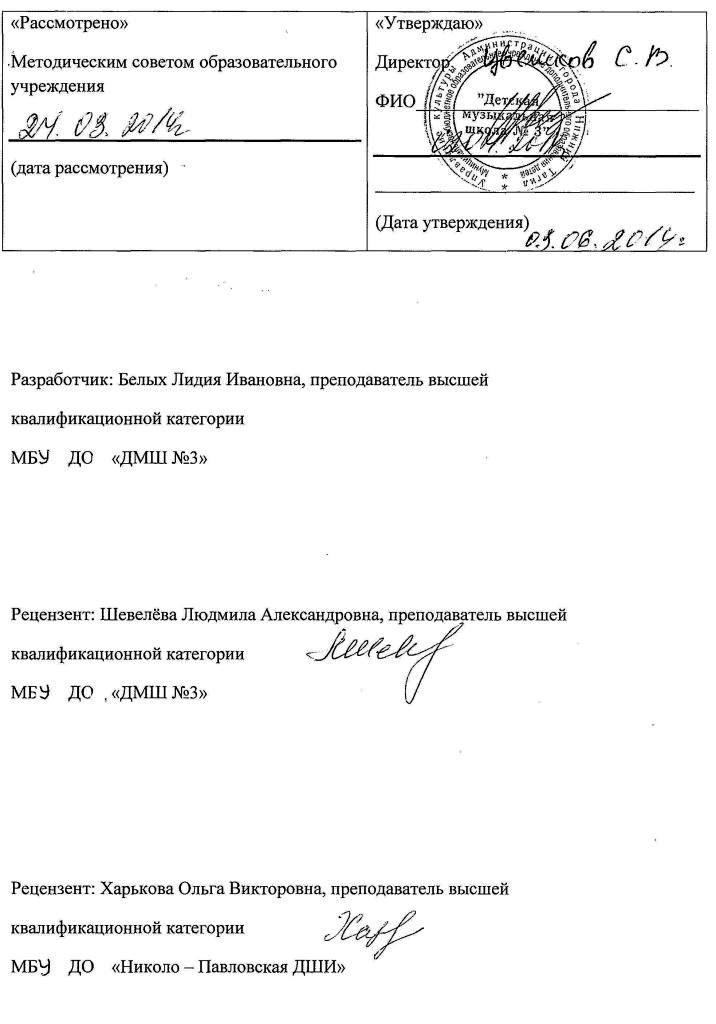 «Рассмотрено»
Методическим советом образовательного
учреждения
24. 03. 2014г
(дата рассмотрения)
«Утверждаю»
Директор Цветков С. В.
ФИО
"Детская
музыкальная
школа № 3"
(Дата утверждения)
03.06.2014г
Разработчик: Белых Лидия Ивановна, преподаватель высшей
квалификационной категории
МБУ ДО «ДМШ №3»
Рецензент: Шевелёва Людмила Александровна, преподаватель высшей
квалификационной категории
МБУ ДО «ДМШ №3»
Рецензент: Харькова Ольга Викторовна, преподаватель высшей
квалификационной категории
МБУ ДО «Николо – Павловская ДШИ»